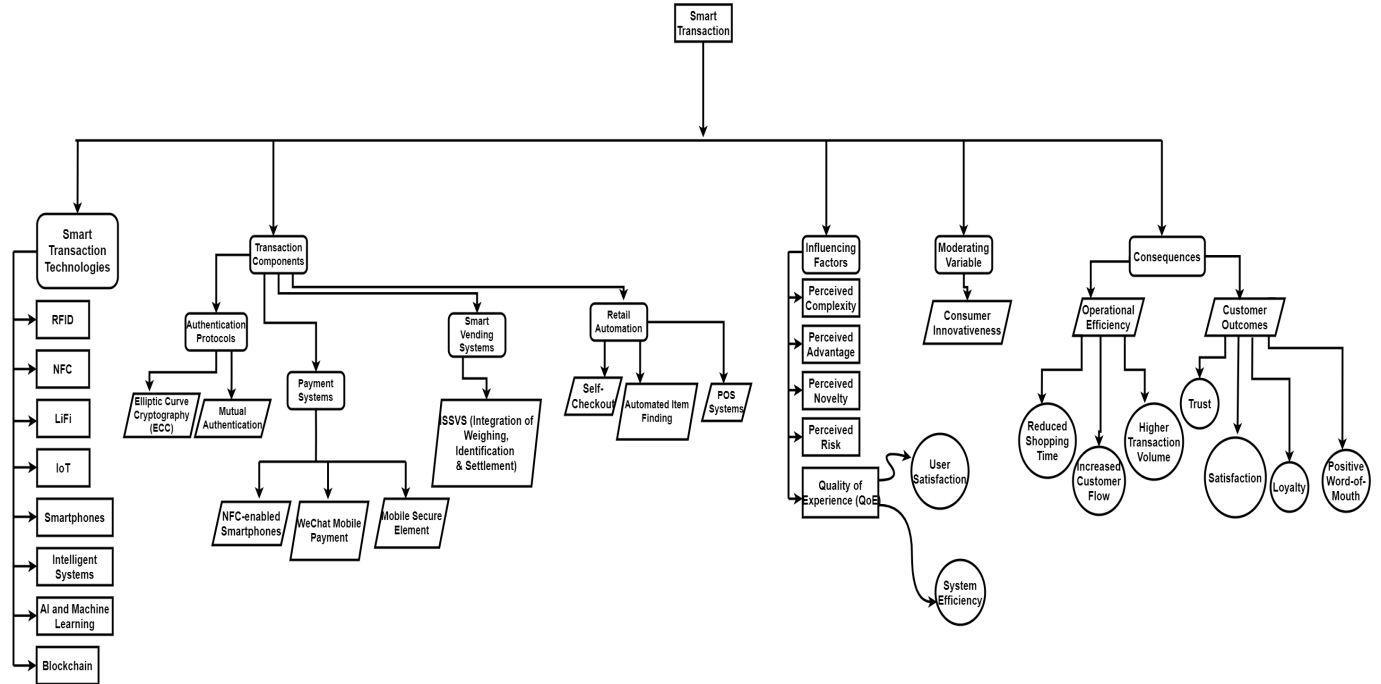 Smart
Transaction
Smart
Transaction
Technologies
RFID
NFC
LiFi
IoT
Smartphones
Intelligent
Systems
AI and Machine
Learning
Blockchain
Transaction
Components
Authentication
Protocols
Elliptic Curve
Cryptography
(ECC)
Mutual
Authentication
Payment
Systems
NFC-enabled
Smartphones
WeChat Mobile
Payment
Mobile Secure
Element
Smart
Vending
Systems
ISSVS (Integration of
Weighing,
Identification
& Settlement)
Retail
Automation
Self-
Checkout
Automated Item
Finding
POS
Systems
Influencing
Factors
Perceived
Complexity
Perceived
Advantage
Perceived
Novelty
Perceived
Risk
Quality of
Experience (QoE)
User
Satisfaction
System
Efficiency
Moderating
Variable
Consumer
Innovativeness
Consequences
Operational
Efficiency
Reduced
Shopping
Time
Increased
Customer
Flow
Higher
Transaction
Volume
Customer
Outcomes
Trust
Satisfaction
Loyalty
Positive
Word-of-
Mouth